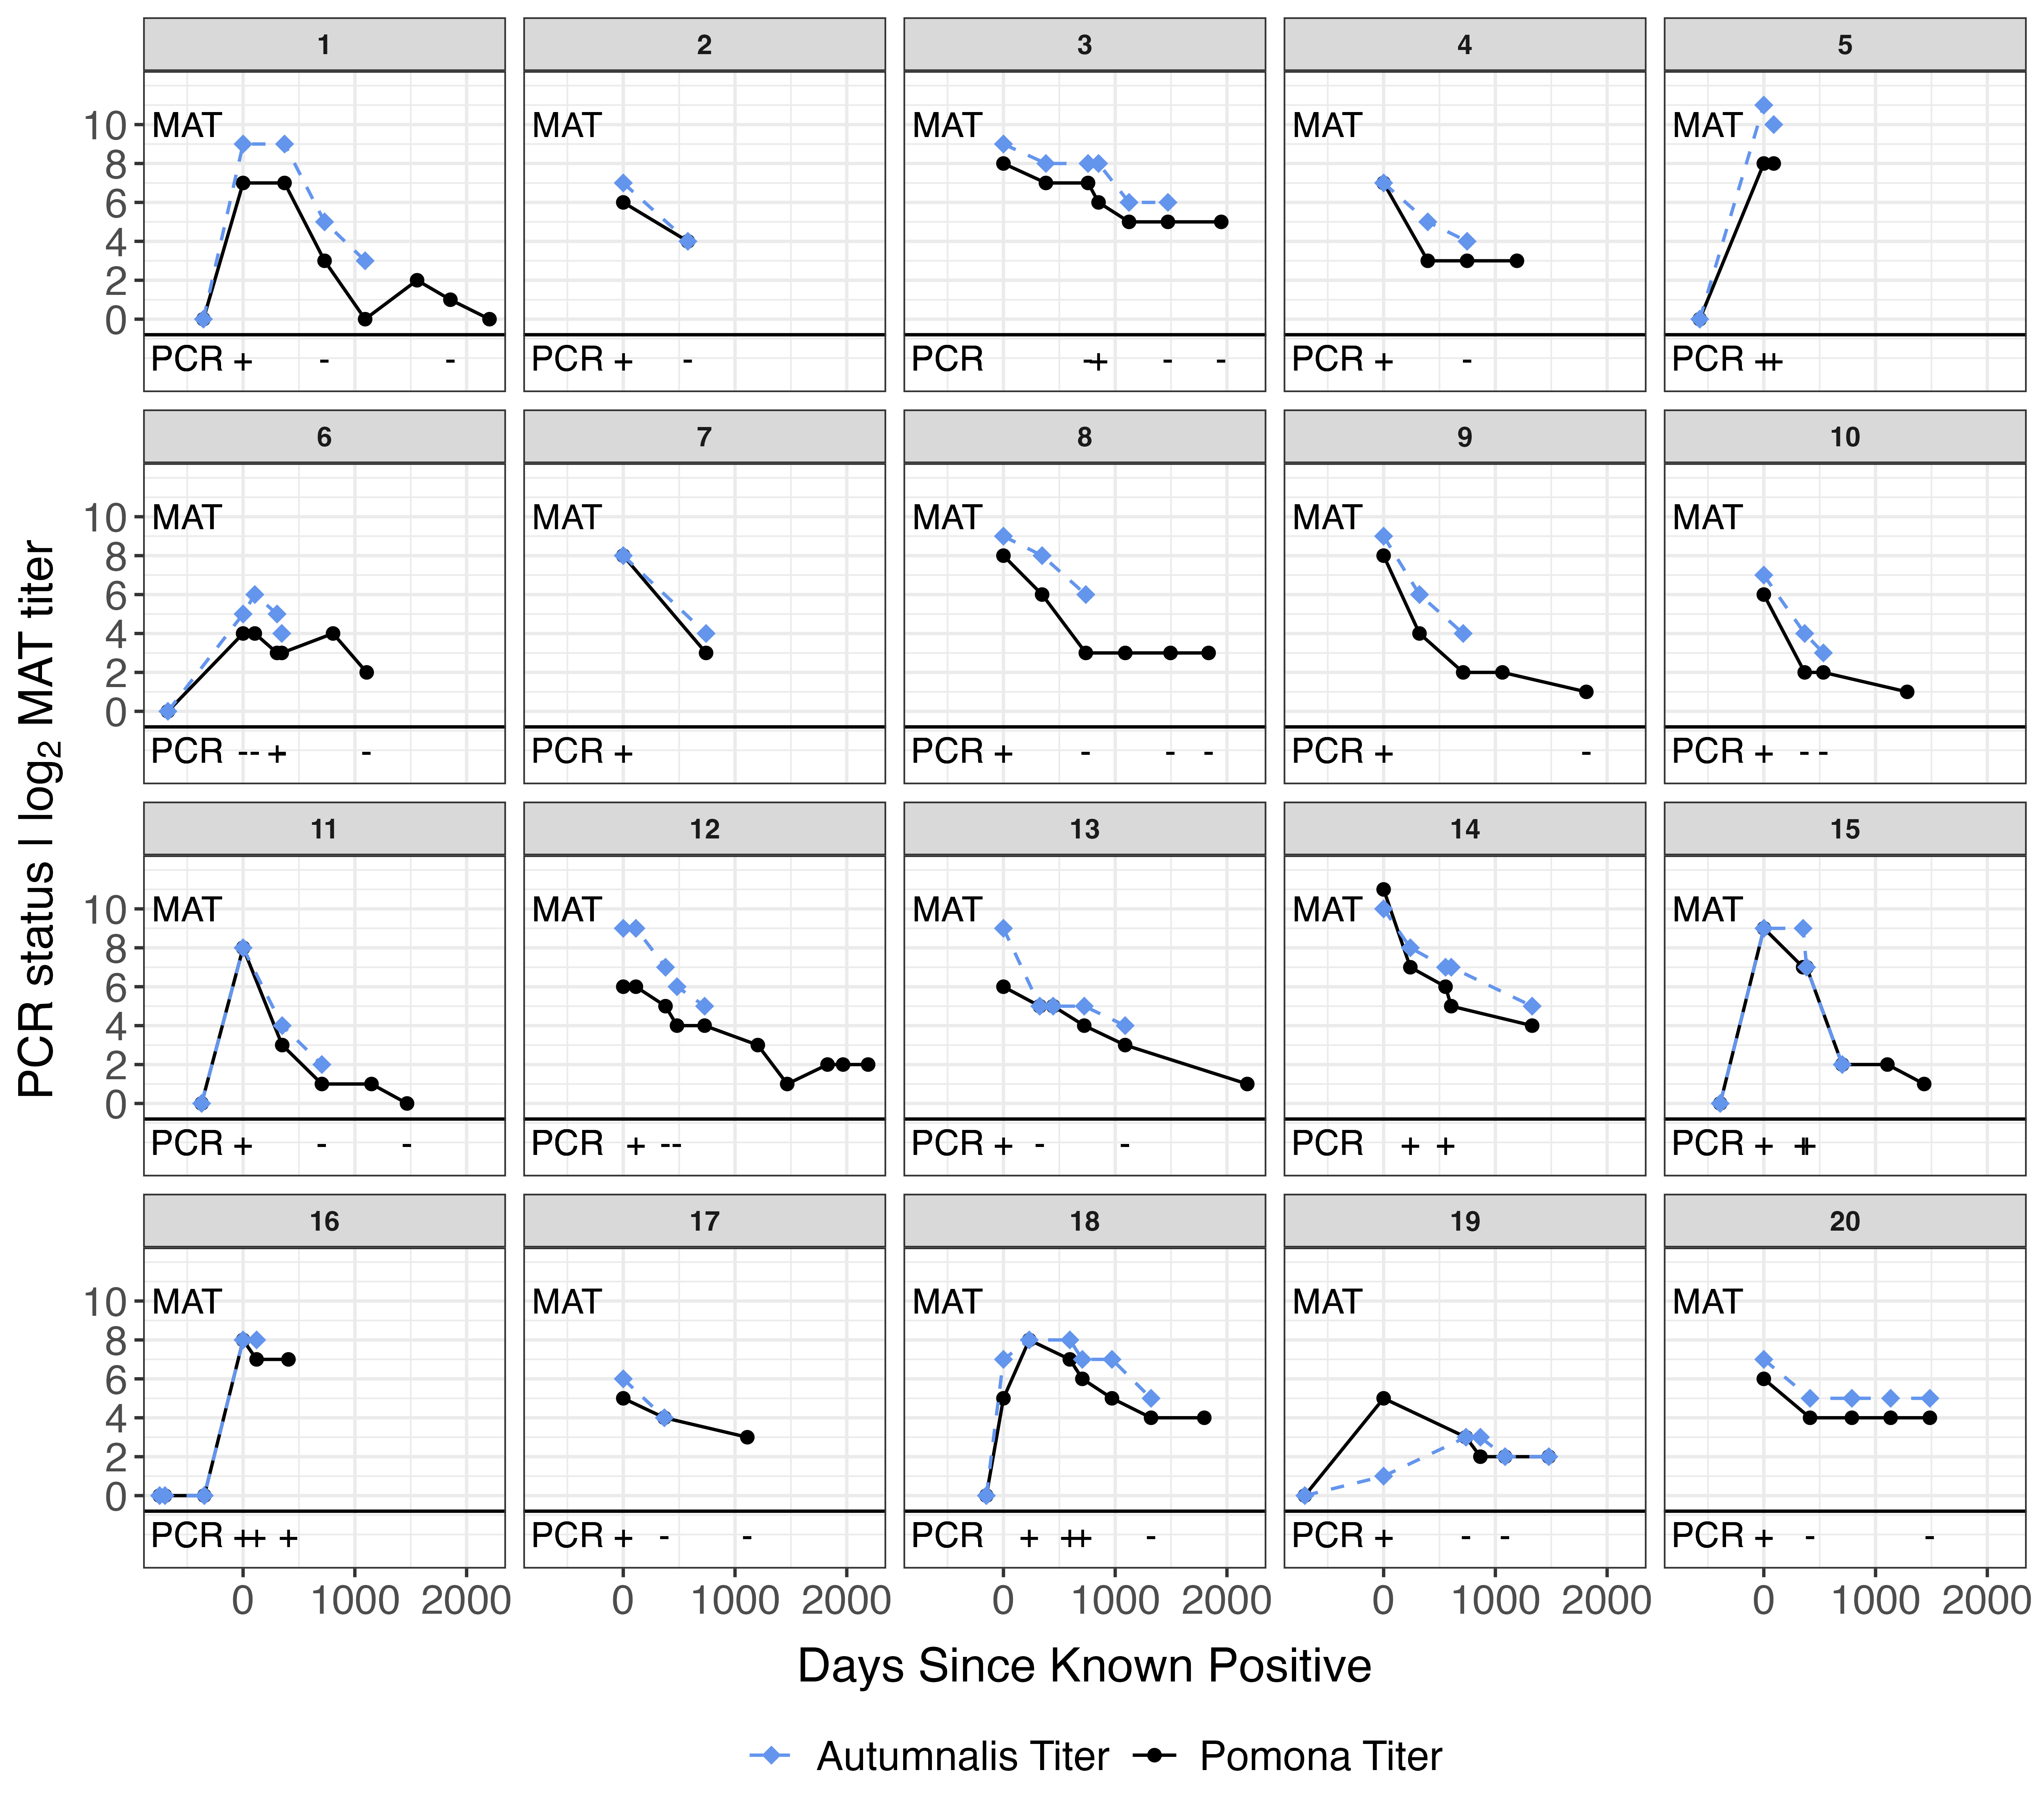 1 2 3 4 5
MAT MAT MAT MAT MAT
10
8
6
4
2
0
PCR + - - PCR + - PCR -+ - - PCR + - PCR ++
6 7 8 9 10
MAT MAT MAT MAT MAT
10
8
6
4
2
0
PCR -- + - PCR + PCR + - - - PCR + - PCR + --
11 12 13 14 15
MAT MAT MAT MAT MAT
10
8
6
4
2
0
PCR + - - PCR + -- PCR + - - PCR + + PCR + ++
16 17 18 19 20
MAT MAT MAT MAT MAT
10
8
6
4
2
0
PCR ++ + PCR + - - PCR + ++ - PCR + - - PCR + - -
0 1000 2000 0 1000 2000 0 1000 2000 0 1000 2000 0 1000 2000
PCR status | log2 MAT titer
Days Since Known Positive
Autumnalis Titer Pomona Titer